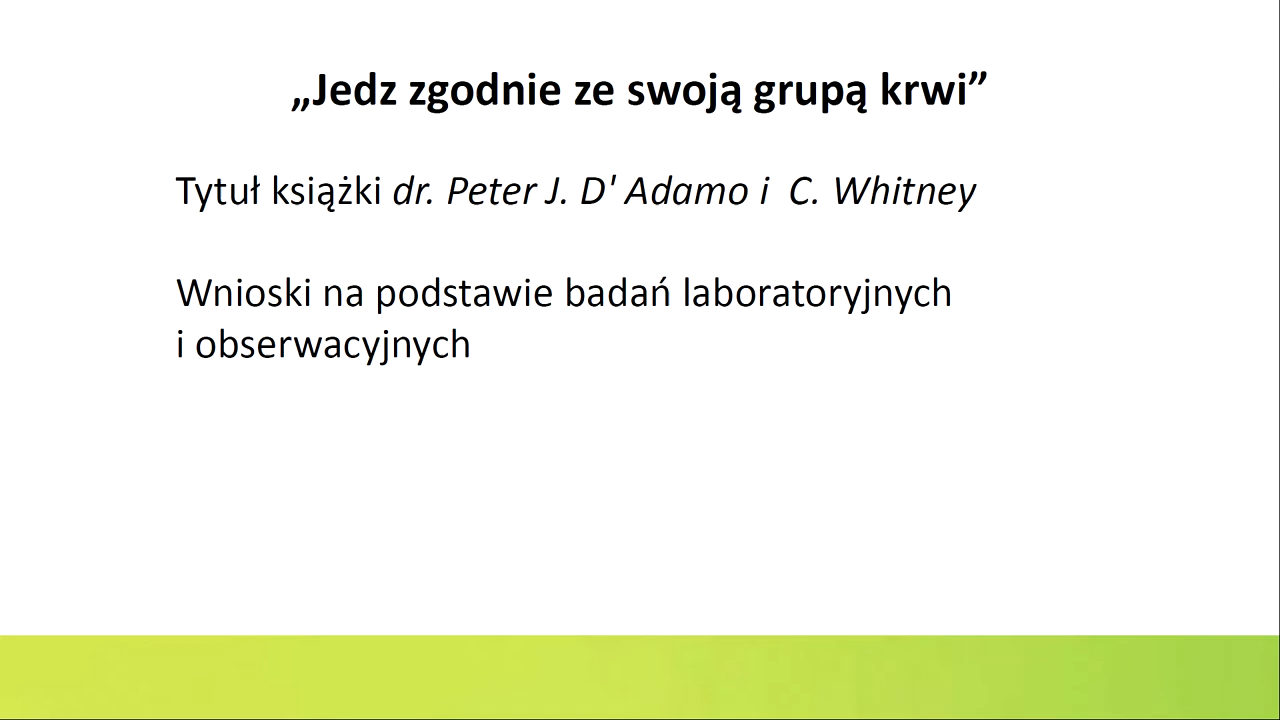 „Jedz zgodnie ze swoją grupą krwi”
Tytuł książki dr. Peter J. D' Adamo i  C. Whitney
Wnioski na podstawie badań laboratoryjnych
i obserwacyjnych